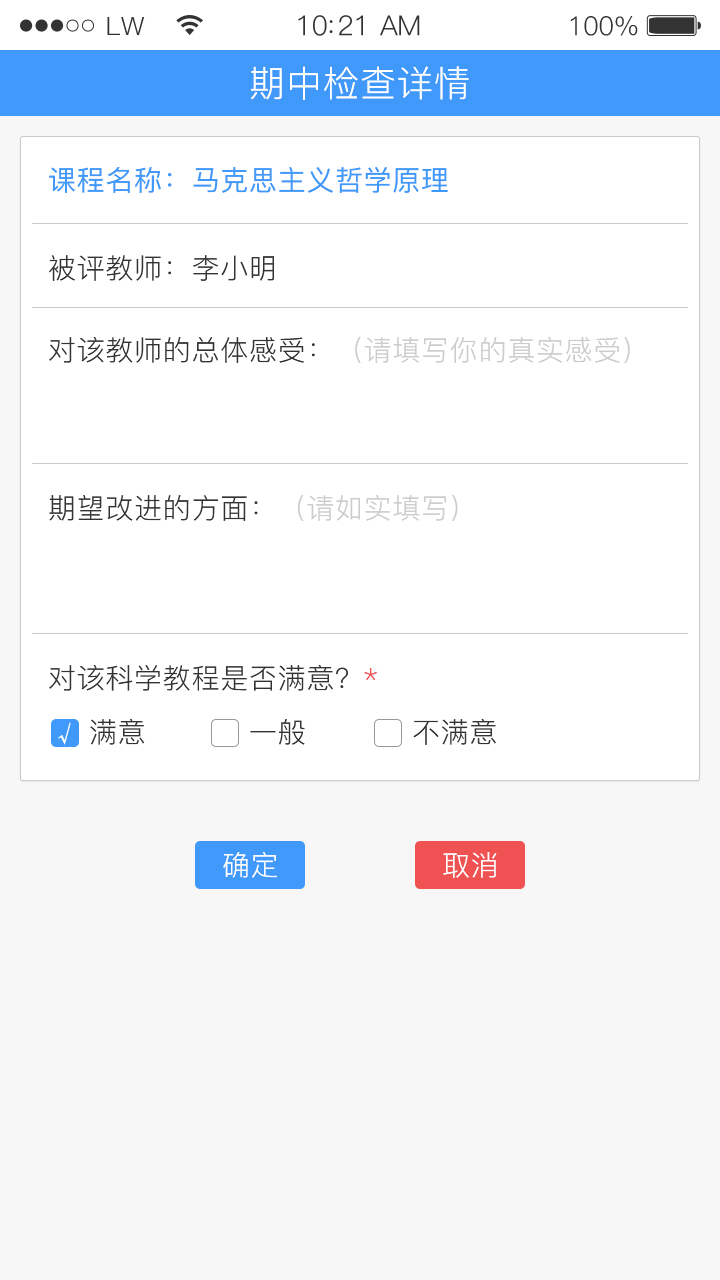 LW 10:21 AM 100%
期中检查详情
课程名称：马克思主义哲学原理
被评教师：李小明
对该教师的总体感受：（请填写你的真实感受）
期望改进的方面：（请如实填写）
对该科学教程是否满意？*
√ 满意 一般 不满意
确定 取消